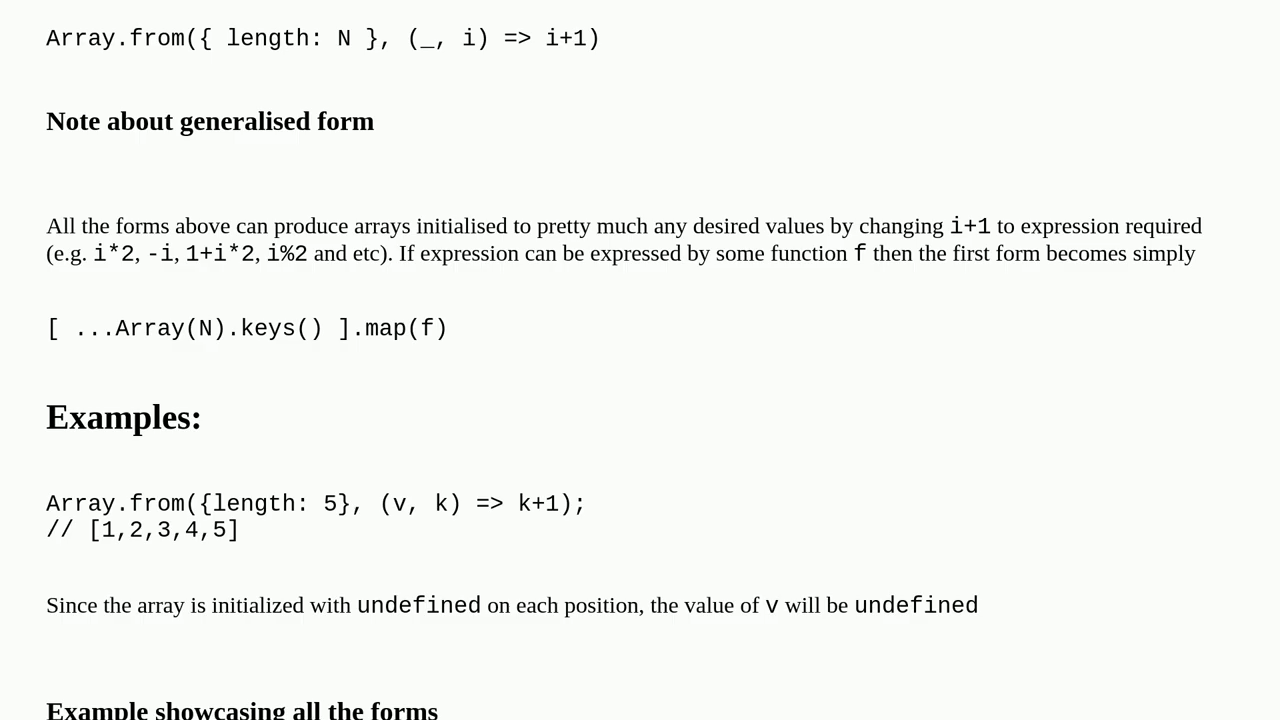 Array.from({ length: N }, (_, i) => i+1)
Note about generalised form
All the forms above can produce arrays initialised to pretty much any desired values by changing i+1 to expression required
(e.g. i*2, -i, 1+i*2, i%2 and etc). If expression can be expressed by some function f then the first form becomes simply
[ ...Array(N).keys() ].map(f)
Examples:
Array.from({length: 5}, (v, k) => k+1);
// [1,2,3,4,5]
Since the array is initialized with undefined on each position, the value of v will be undefined
Example showcasing all the forms